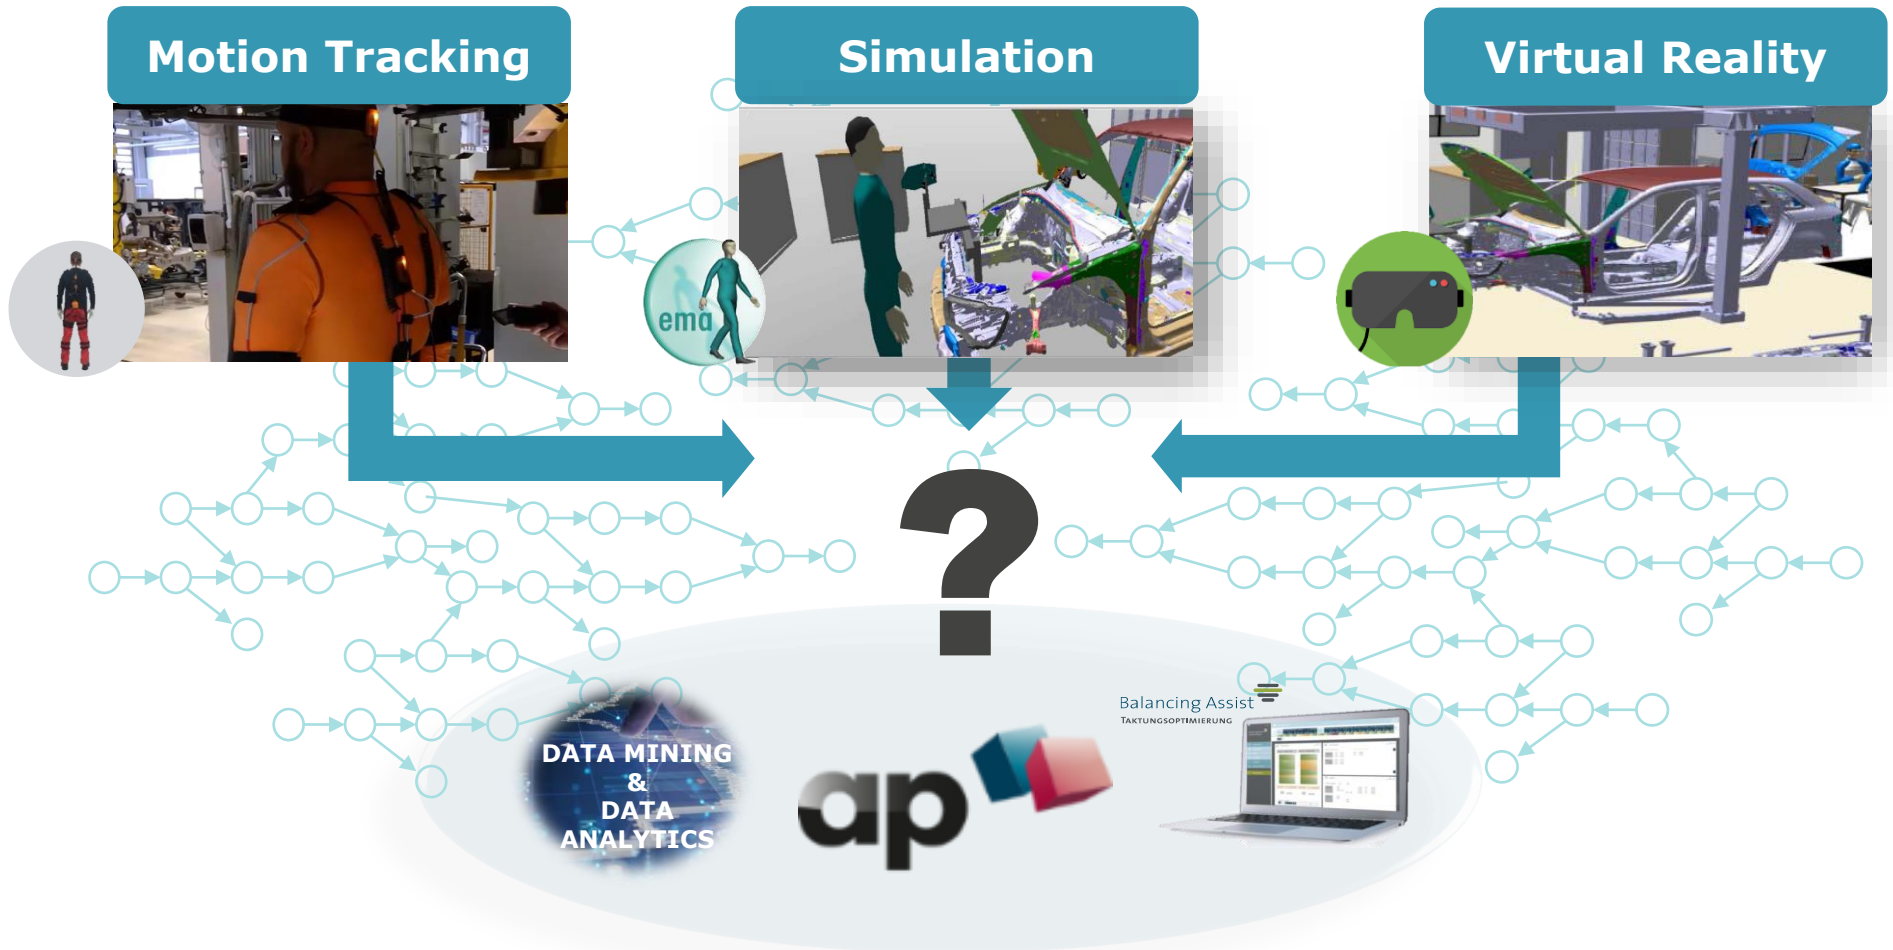 Motion Tracking
Simulation
Virtual Reality
ema
?
Balancing Assist
TAKTUNGSOPTIMIERUNG
DATA MINING
&
DATA
ANALYTICS
ap